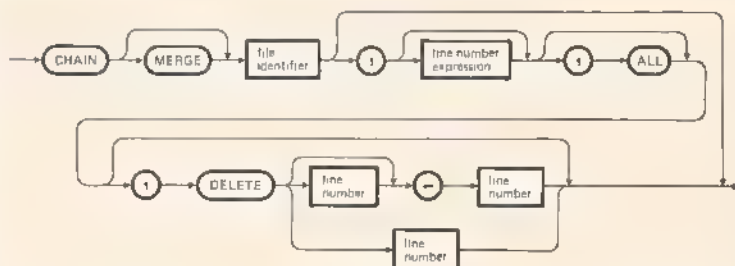 CHAIN MERGE file identifier , line number expression , ALL
, DELETE line number - line number
line number